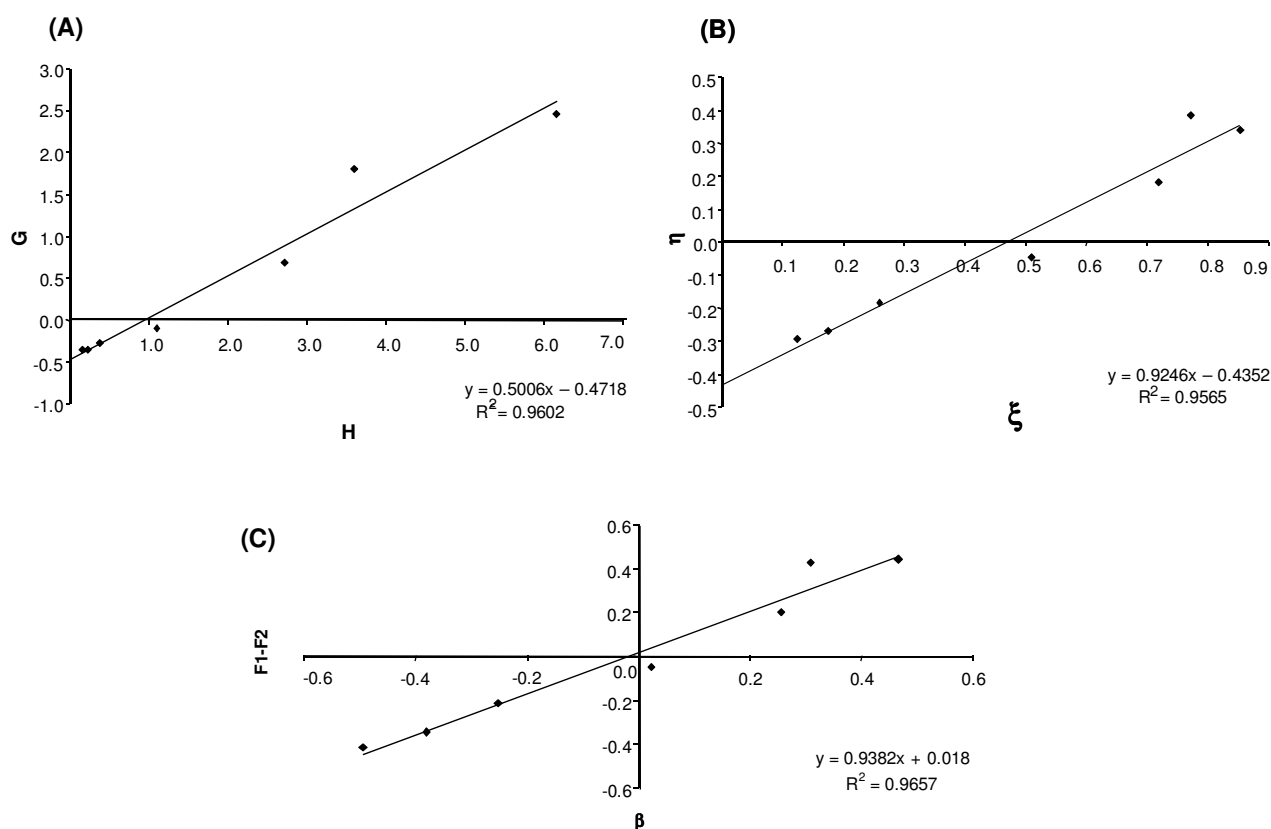 (A)
3.0
2.5
2.0
1.5
1.0
0.5
0.0
-0.5
-1.0
G
1.0 2.0 3.0 4.0 5.0 6.0 7.0
y = 0.5006x – 0.4718
R² = 0.9602
H
(B)
0.5
0.4
0.3
0.2
0.1
0.0
-0.1
-0.2
-0.3
-0.4
-0.5
η
0.1 0.2 0.3 0.4 0.5 0.6 0.7 0.8 0.9
y = 0.9246x – 0.4352
R² = 0.9565
ξ
(C)
0.6
0.4
0.2
0.0
-0.2
-0.4
-0.6
F1-F2
-0.6 -0.4 -0.2 0.2 0.4 0.6
y = 0.9382x + 0.018
R² = 0.9657
β